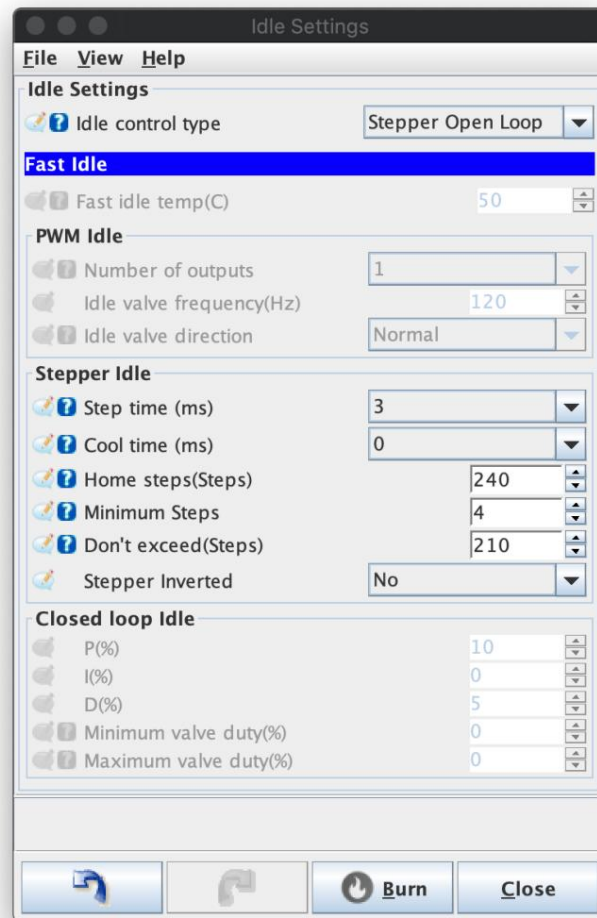 Idle Settings
File View Help
Idle Settings
? Idle control type Stepper Open Loop
Fast Idle
? Fast idle temp(C) 50
PWM Idle
? Number of outputs 1
Idle valve frequency(Hz) 120
? Idle valve direction Normal
Stepper Idle
? Step time (ms) 3
? Cool time (ms) 0
? Home steps(Steps) 240
? Minimum Steps 4
? Don't exceed(Steps) 210
Stepper Inverted No
Closed loop Idle
P(%) 10
I(%) 0
D(%) 5
? Minimum valve duty(%) 0
? Maximum valve duty(%) 0
Burn Close